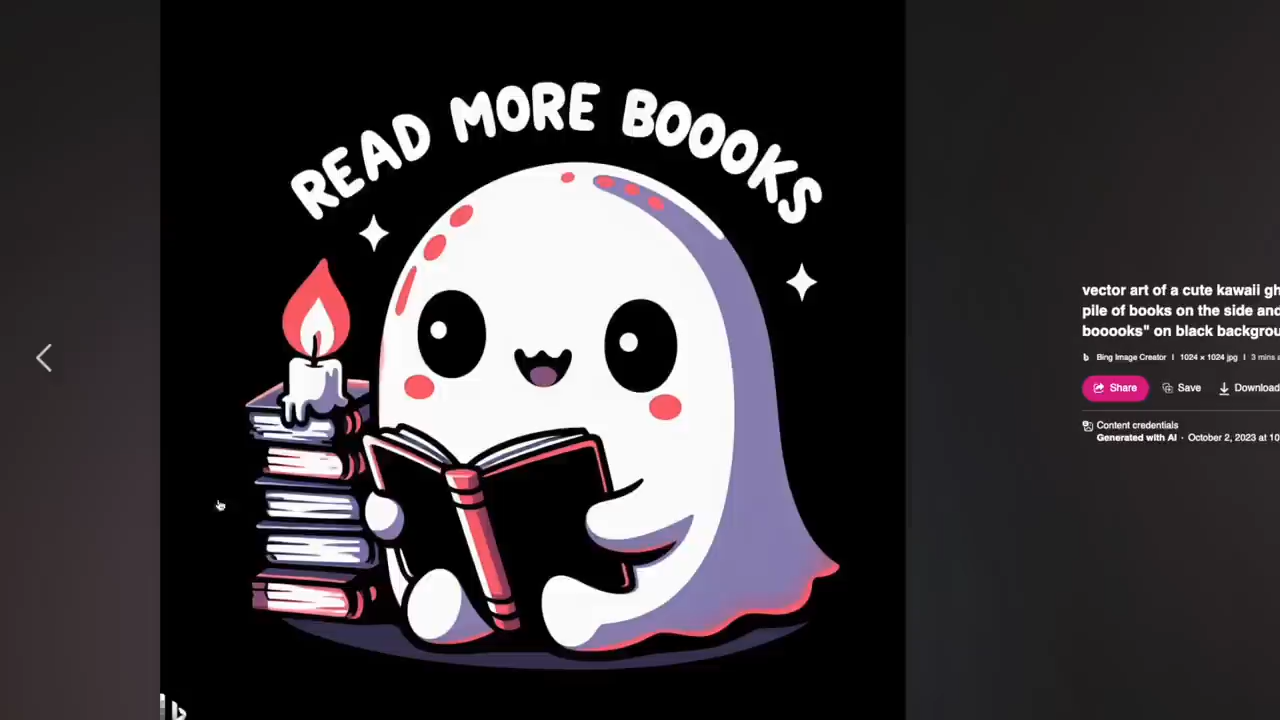 READ MORE BOOOKS
vector art of a cute kawaii gh
pile of books on the side and
booooks" on black backgrou
Bing Image Creator | 1024 × 1024 jpg | 3 mins a
Share Save Download
Content credentials
Generated with AI · October 2, 2023 at 10